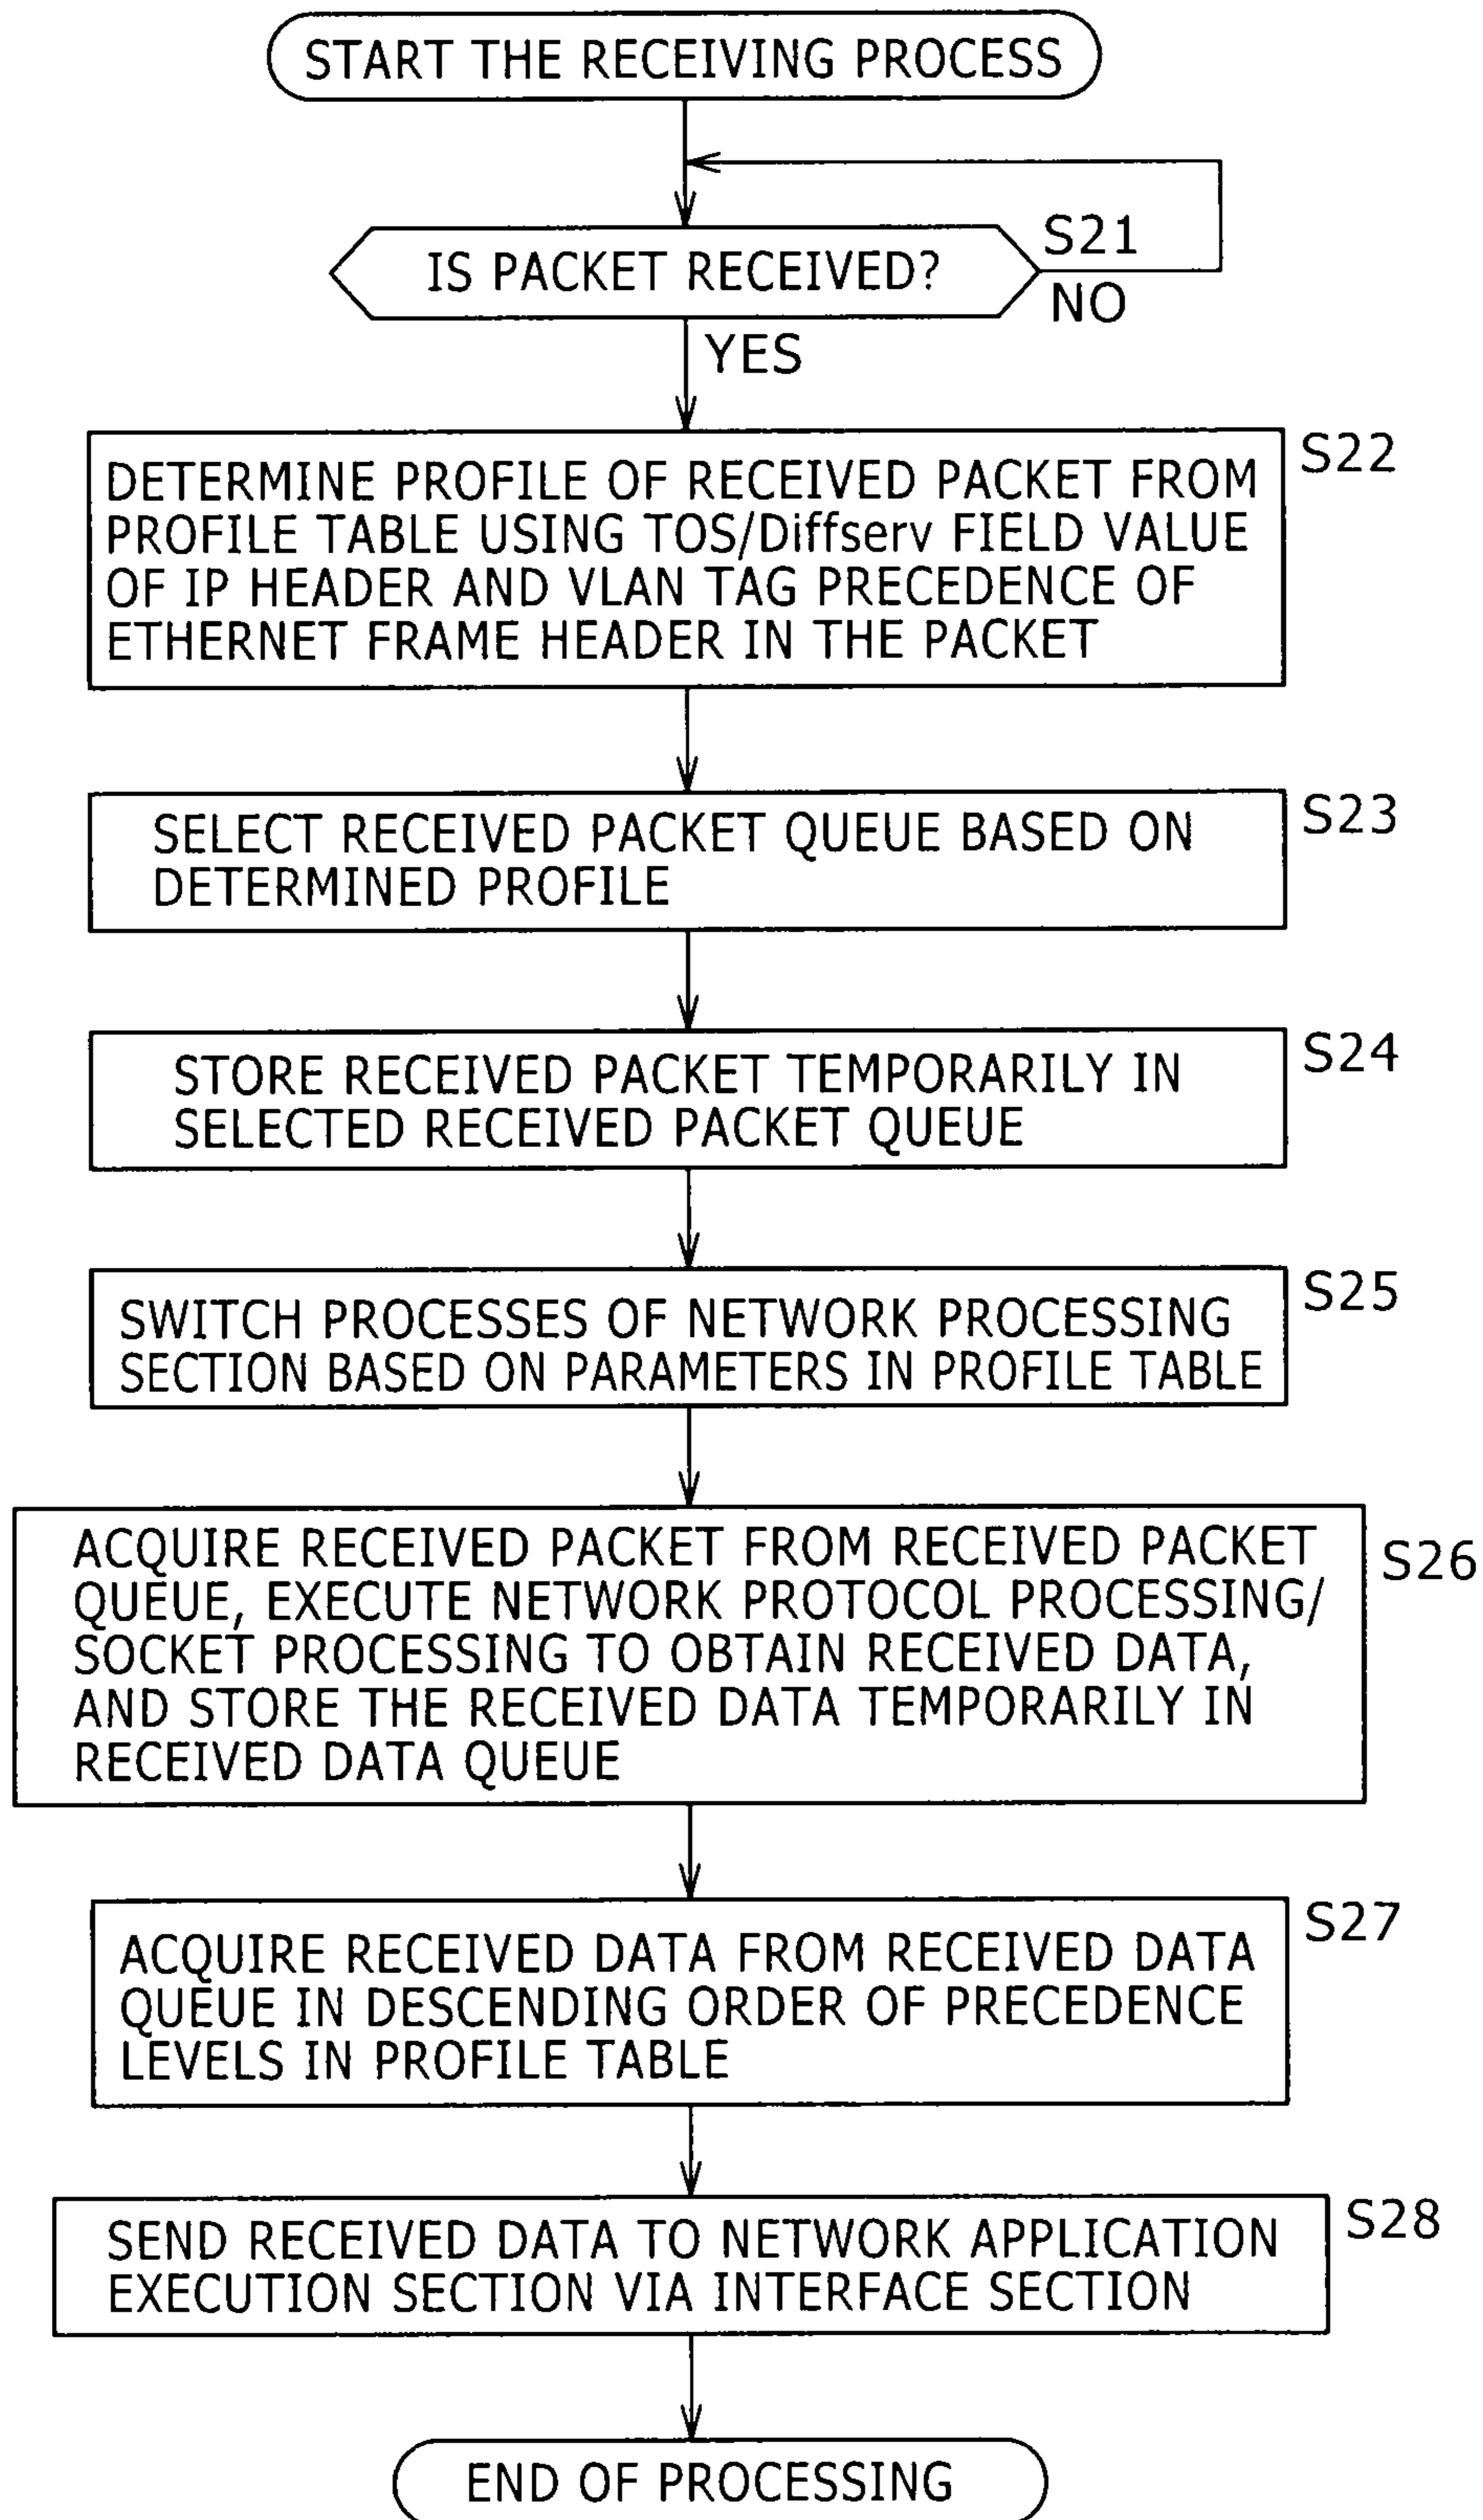 START THE RECEIVING PROCESS
IS PACKET RECEIVED?
S21
NO
YES
S22
DETERMINE PROFILE OF RECEIVED PACKET FROM
PROFILE TABLE USING TOS/Diffserv FIELD VALUE
OF IP HEADER AND VLAN TAG PRECEDENCE OF
ETHERNET FRAME HEADER IN THE PACKET
S23
SELECT RECEIVED PACKET QUEUE BASED ON
DETERMINED PROFILE
S24
STORE RECEIVED PACKET TEMPORARILY IN
SELECTED RECEIVED PACKET QUEUE
S25
SWITCH PROCESSES OF NETWORK PROCESSING
SECTION BASED ON PARAMETERS IN PROFILE TABLE
S26
ACQUIRE RECEIVED PACKET FROM RECEIVED PACKET
QUEUE, EXECUTE NETWORK PROTOCOL PROCESSING/
SOCKET PROCESSING TO OBTAIN RECEIVED DATA,
AND STORE THE RECEIVED DATA TEMPORARILY IN
RECEIVED DATA QUEUE
S27
ACQUIRE RECEIVED DATA FROM RECEIVED DATA
QUEUE IN DESCENDING ORDER OF PRECEDENCE
LEVELS IN PROFILE TABLE
S28
SEND RECEIVED DATA TO NETWORK APPLICATION
EXECUTION SECTION VIA INTERFACE SECTION
END OF PROCESSING